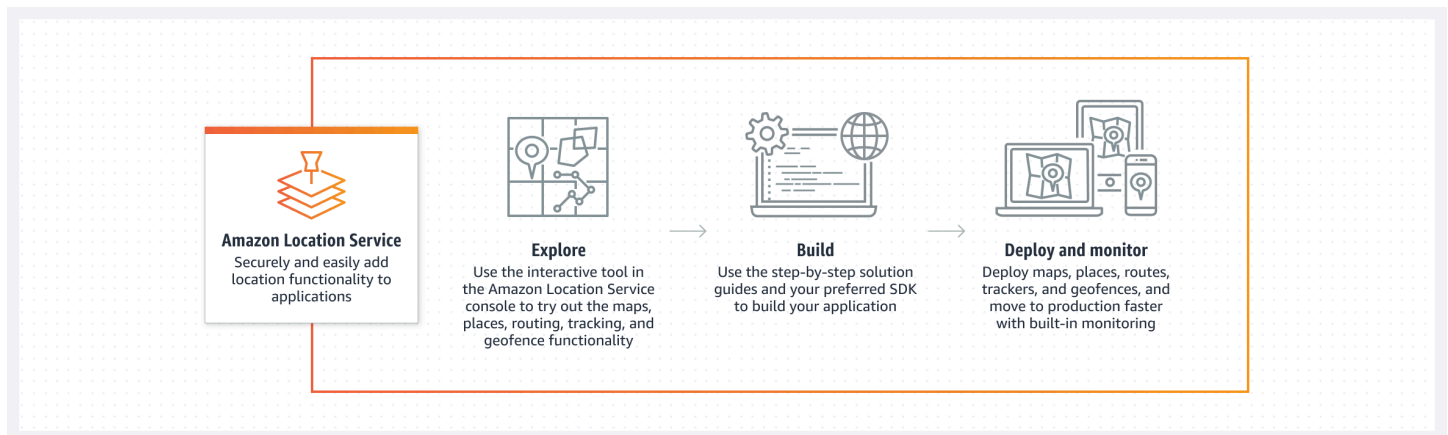 Amazon Location Service
Securely and easily add
location functionality to
applications
Explore
Use the interactive tool in
the Amazon Location Service
console to try out the maps,
places, routing, tracking, and
geofence functionality
Build
Use the step-by-step solution
guides and your preferred SDK
to build your application
Deploy and monitor
Deploy maps, places, routes,
trackers, and geofences, and
move to production faster
with built-in monitoring